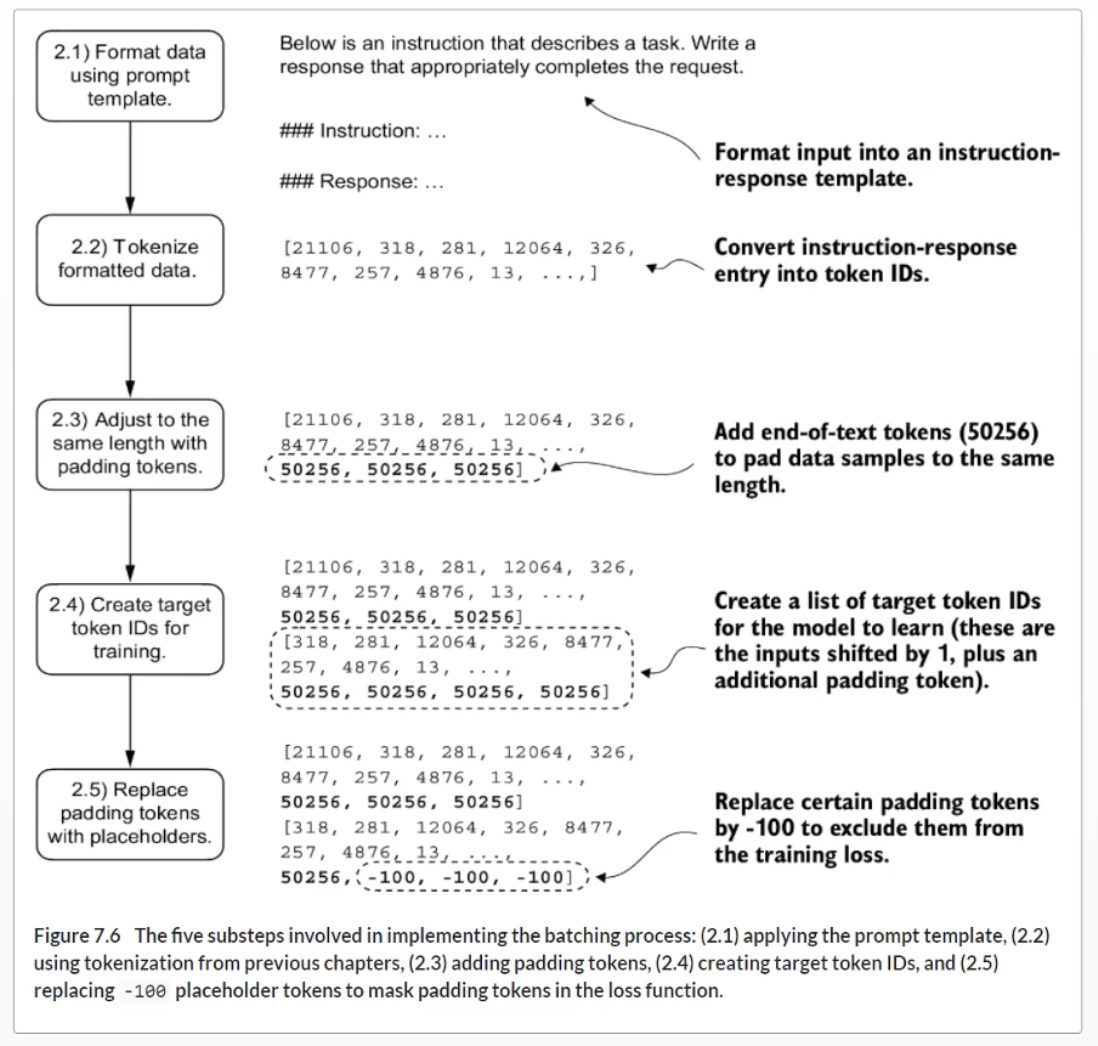 2.1) Format data
using prompt
template.
Below is an instruction that describes a task. Write a
response that appropriately completes the request.
### Instruction: ...
### Response: ...
Format input into an instruction-
response template.
2.2) Tokenize
formatted data.
[21106, 318, 281, 12064, 326,
8477, 257, 4876, 13, ...,]
Convert instruction-response
entry into token IDs.
2.3) Adjust to the
same length with
padding tokens.
[21106, 318, 281, 12064, 326,
8477, 257, 4876, 13, ...,
50256, 50256, 50256]
Add end-of-text tokens (50256)
to pad data samples to the same
length.
2.4) Create target
token IDs for
training.
[21106, 318, 281, 12064, 326,
8477, 257, 4876, 13, ...,
50256, 50256, 50256]
[318, 281, 12064, 326, 8477,
257, 4876, 13, ...,
50256, 50256, 50256, 50256]
Create a list of target token IDs
for the model to learn (these are
the inputs shifted by 1, plus an
additional padding token).
2.5) Replace
padding tokens
with placeholders.
[21106, 318, 281, 12064, 326,
8477, 257, 4876, 13, ...,
50256, 50256, 50256]
[318, 281, 12064, 326, 8477,
257, 4876, 13, ...,
50256, -100, -100, -100]
Replace certain padding tokens
by -100 to exclude them from
the training loss.
Figure 7.6 The five substeps involved in implementing the batching process: (2.1) applying the prompt template, (2.2)
using tokenization from previous chapters, (2.3) adding padding tokens, (2.4) creating target token IDs, and (2.5)
replacing -100 placeholder tokens to mask padding tokens in the loss function.